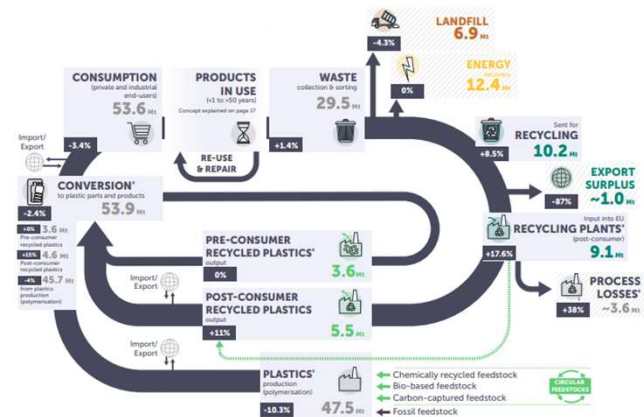 LANDFILL
6.9 Mt
-4.3%
ENERGY
recovery
12.4 Mt
0%
CONSUMPTION
(private and industrial
end-users)
53.6 Mt
-3.4%
PRODUCTS
IN USE
(<1 to >50 years)
Concept explained on page 17
WASTE
collection & sorting
29.5 Mt
+1.4%
RE-USE
& REPAIR
Sent for
RECYCLING
10.2 Mt
+8.5%
EXPORT
SURPLUS
~1.0 Mt
-87%
Import/
Export
CONVERSION¹
to plastic parts and products
53.9 Mt
-2.4%
+0% 3.6 Mt
Pre-consumer
recycled plastics
+15% 4.6 Mt
Post-consumer
recycled plastics
-4% 45.7 Mt
from plastics
production
(polymerisation)
Input into EU
RECYCLING PLANTS
(post-consumer)
9.1 Mt
+17.6%
PROCESS
LOSSES
~3.6 Mt
+38%
PRE-CONSUMER
RECYCLED PLASTICS
output
0%
3.6 Mt
Import/
Export
POST-CONSUMER
RECYCLED PLASTICS
output
+11%
5.5 Mt
Import/
Export
PLASTICS
production
(polymerisation)
-10.3%
47.5 Mt
Chemically recycled feedstock
Bio-based feedstock
Carbon-captured feedstock
Fossil feedstock
CIRCULAR
FEEDSTOCKS